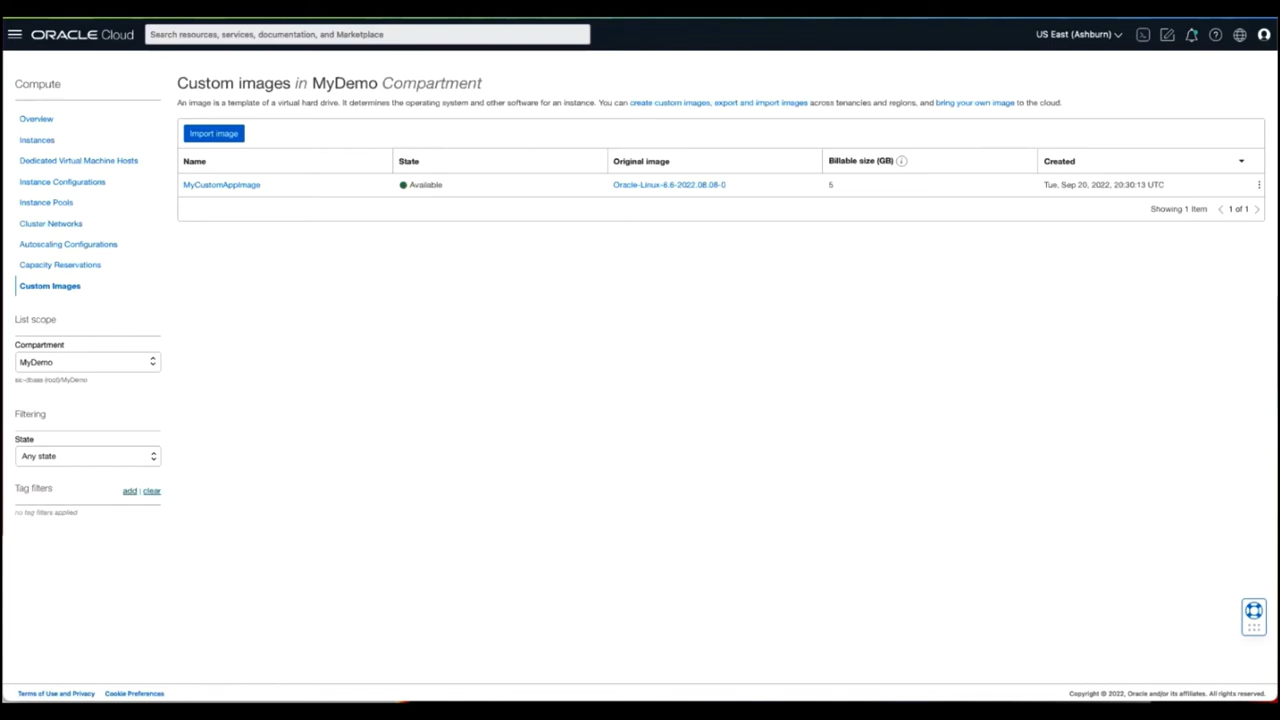 ORACLE Cloud
Search resources, services, documentation, and Marketplace
US East (Ashburn)
Compute
Overview
Instances
Dedicated Virtual Machine Hosts
Instance Configurations
Instance Pools
Cluster Networks
Autoscaling Configurations
Capacity Reservations
Custom Images
List scope
Compartment
MyDemo
sic-dbaas (root)/MyDemo
Filtering
State
Any state
Tag filters add | clear
no tag filters applied
Custom images in MyDemo Compartment
An image is a template of a virtual hard drive. It determines the operating system and other software for an instance. You can create custom images, export and import images across tenancies and regions, and bring your own image to the cloud.
Import image
Name State Original image Billable size (GB) Created
MyCustomAppImage Available Oracle-Linux-8.6-2022.08.08-0 5 Tue, Sep 20, 2022, 20:30:13 UTC
Showing 1 Item 1 of 1
Terms of Use and Privacy Cookie Preferences
Copyright © 2022, Oracle and/or its affiliates. All rights reserved.